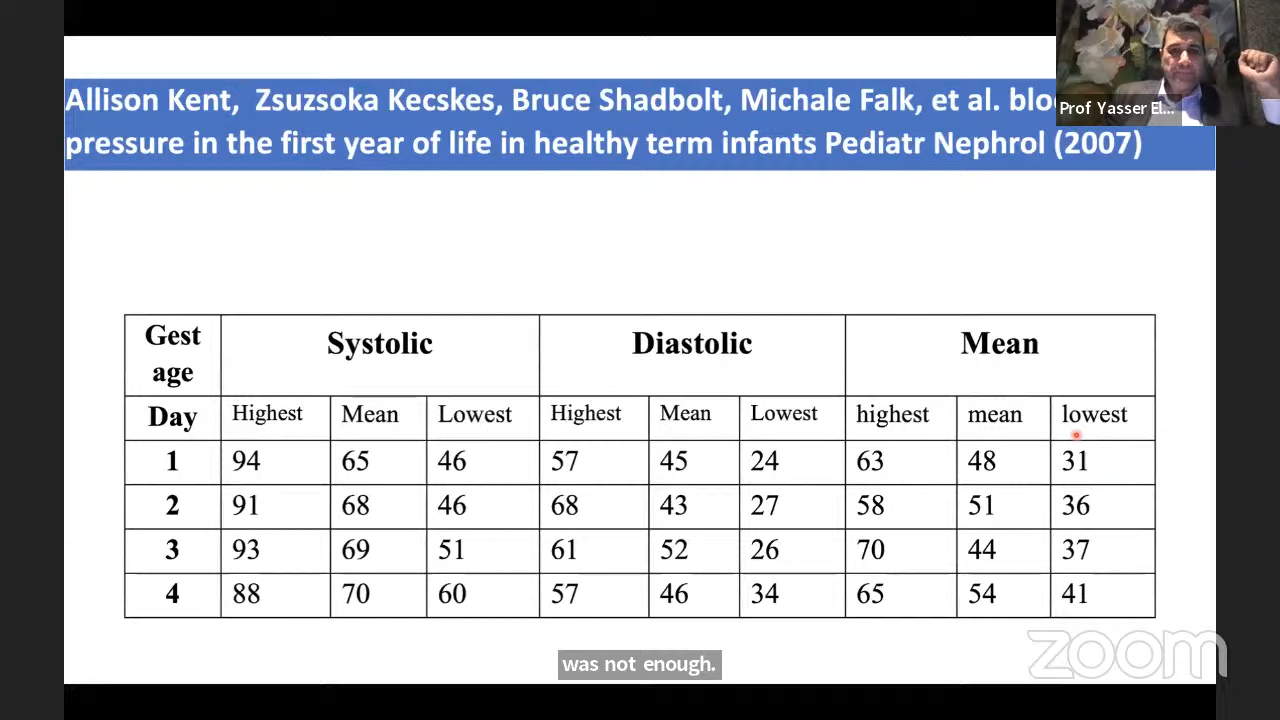 Allison Kent, Zsuzsoka Kecskes, Bruce Shadbolt, Michale Falk, et al.
pressure in the first year of life in healthy term infants Pediatr Nephrol (2007)
Prof Yasser El...
Gest age Systolic Diastolic Mean
Day Highest Mean Lowest Highest Mean Lowest highest mean lowest
1 94 65 46 57 45 24 63 48 31
2 91 68 46 68 43 27 58 51 36
3 93 69 51 61 52 26 70 44 37
4 88 70 60 57 46 34 65 54 41
zoom
was not enough.